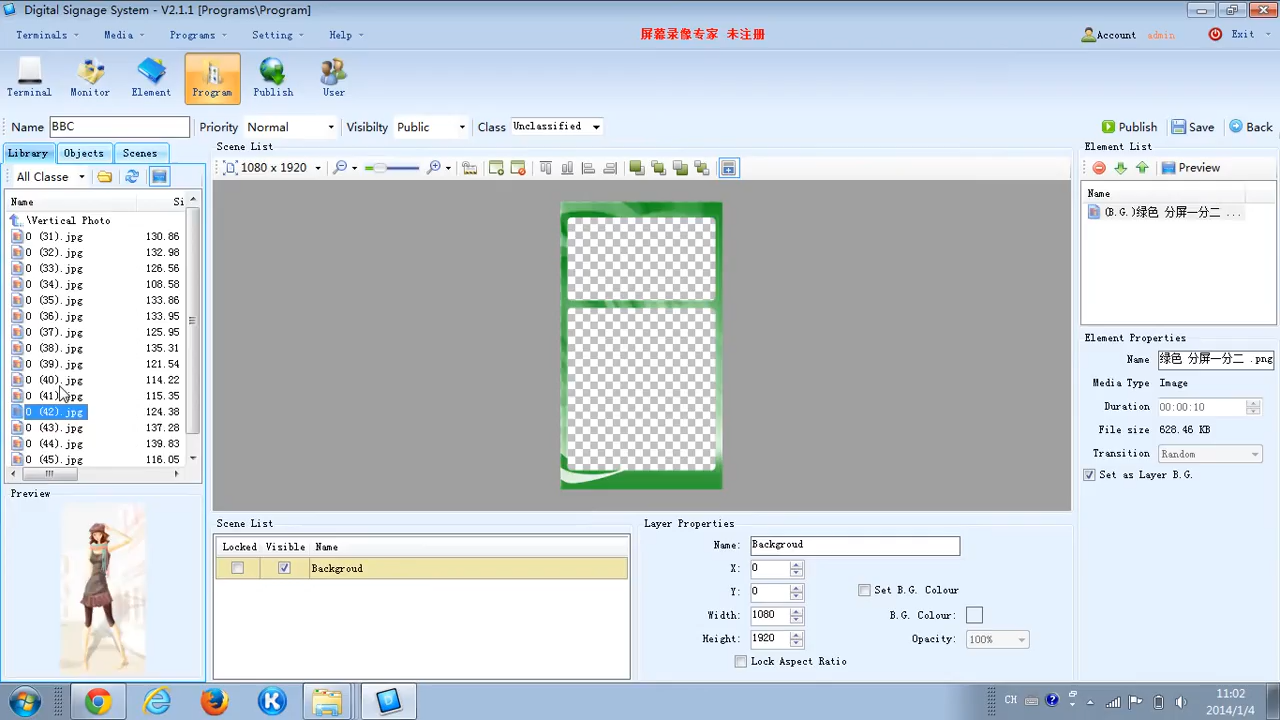 Digital Signage System - V2.1.1 [Programs\Program]
Terminals Media Programs Setting Help
屏幕录像专家 未注册
Account admin Exit
Terminal Monitor Element Program Publish User
Name BBC Priority Normal Visibilty Public Class Unclassified Publish Save Back
Library Objects Scenes
Scene List
Element List
All Classe
1080 x 1920
Preview
Name Si
\Vertical Photo
0 (31).jpg 130.86
0 (32).jpg 132.98
0 (33).jpg 126.56
0 (34).jpg 108.58
0 (35).jpg 133.86
0 (36).jpg 133.95
0 (37).jpg 125.95
0 (38).jpg 135.31
0 (39).jpg 121.54
0 (40).jpg 114.22
0 (41).jpg 115.35
0 (42).jpg 124.38
0 (43).jpg 137.28
0 (44).jpg 139.83
0 (45).jpg 116.05
Preview
Name
(B.G.)绿色 分屏一分二 ...
Element Properties
Name 绿色 分屏一分二 .png
Media Type Image
Duration 00:00:10
File size 628.46 KB
Transition Random
Set as Layer B.G.
Scene List
Locked Visible Name
Backgroud
Layer Properties
Name: Backgroud
X: 0
Y: 0 Set B.G. Colour
Width: 1080 B.G. Colour:
Height: 1920 Opacity: 100%
Lock Aspect Ratio
CH
11:02
2014/1/4